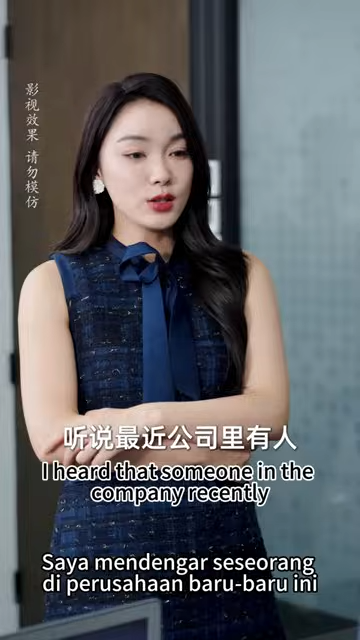 影视效果 请勿模仿
听说最近公司里有人
I heard that someone in the
company recently
Saya mendengar seseorang
di perusahaan baru-baru ini